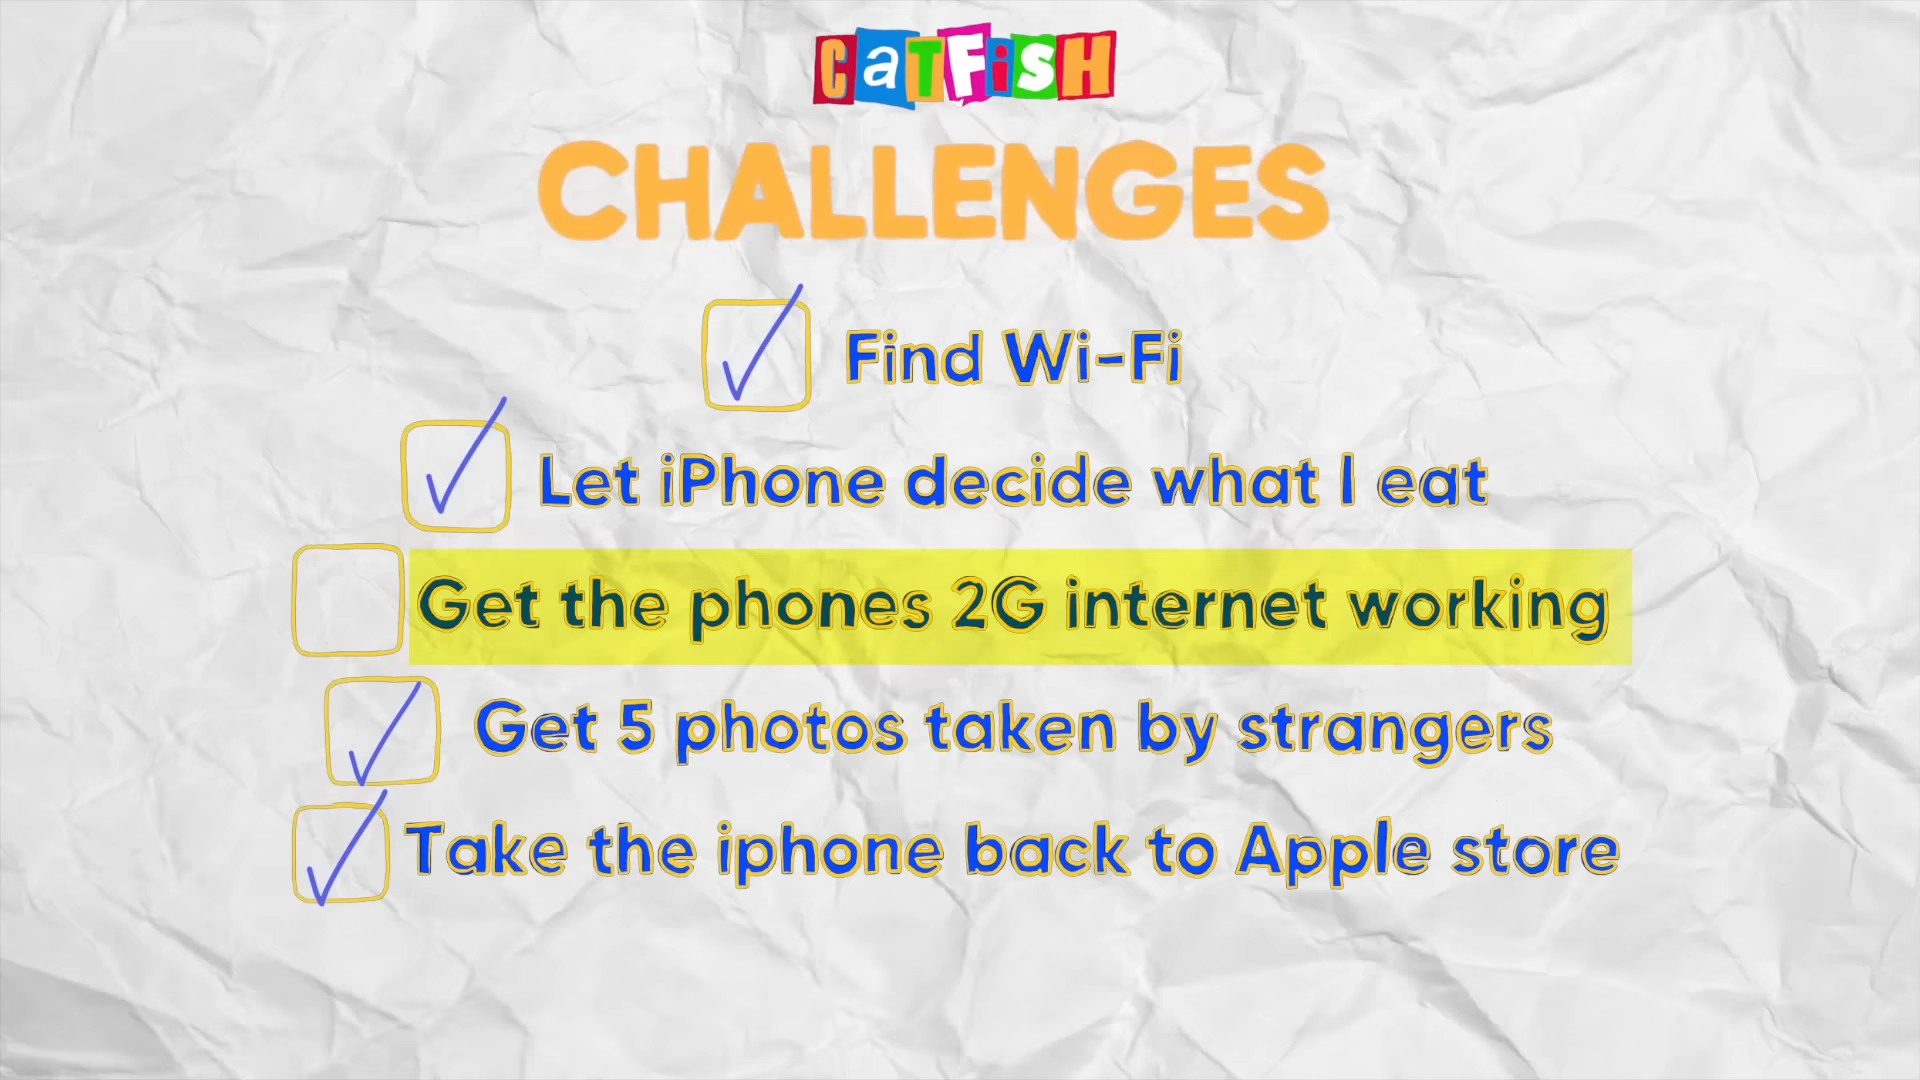 CaTFiSH
CHALLENGES
Find Wi-Fi
Let iPhone decide what I eat
Get the phones 2G internet working
Get 5 photos taken by strangers
Take the iphone back to Apple store